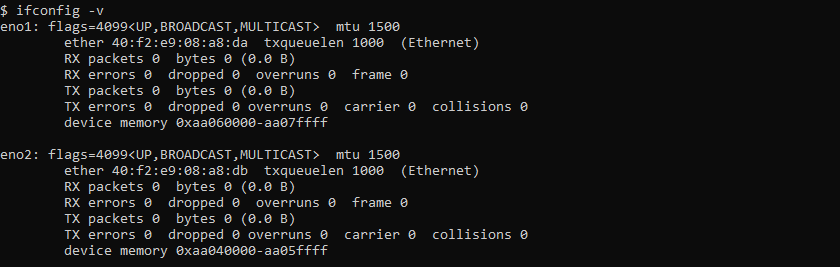 $ ifconfig -v
eno1: flags=4099<UP,BROADCAST,MULTICAST>  mtu 1500
        ether 40:f2:e9:08:a8:da  txqueuelen 1000  (Ethernet)
        RX packets 0  bytes 0 (0.0 B)
        RX errors 0  dropped 0  overruns 0  frame 0
        TX packets 0  bytes 0 (0.0 B)
        TX errors 0  dropped 0 overruns 0  carrier 0  collisions 0
        device memory 0xaa060000-aa07ffff

eno2: flags=4099<UP,BROADCAST,MULTICAST>  mtu 1500
        ether 40:f2:e9:08:a8:db  txqueuelen 1000  (Ethernet)
        RX packets 0  bytes 0 (0.0 B)
        RX errors 0  dropped 0  overruns 0  frame 0
        TX packets 0  bytes 0 (0.0 B)
        TX errors 0  dropped 0 overruns 0  carrier 0  collisions 0
        device memory 0xaa040000-aa05ffff